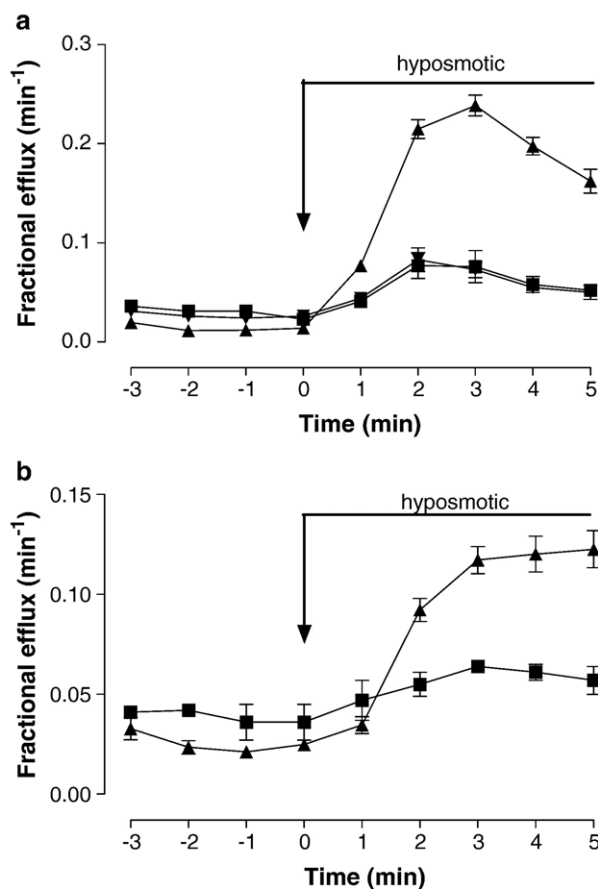 a
Fractional efflux (min⁻¹)
0.3
0.2
0.1
0.0
hyposmotic
-3 -2 -1 0 1 2 3 4 5
Time (min)
b
Fractional efflux (min⁻¹)
0.15
0.10
0.05
0.00
hyposmotic
-3 -2 -1 0 1 2 3 4 5
Time (min)